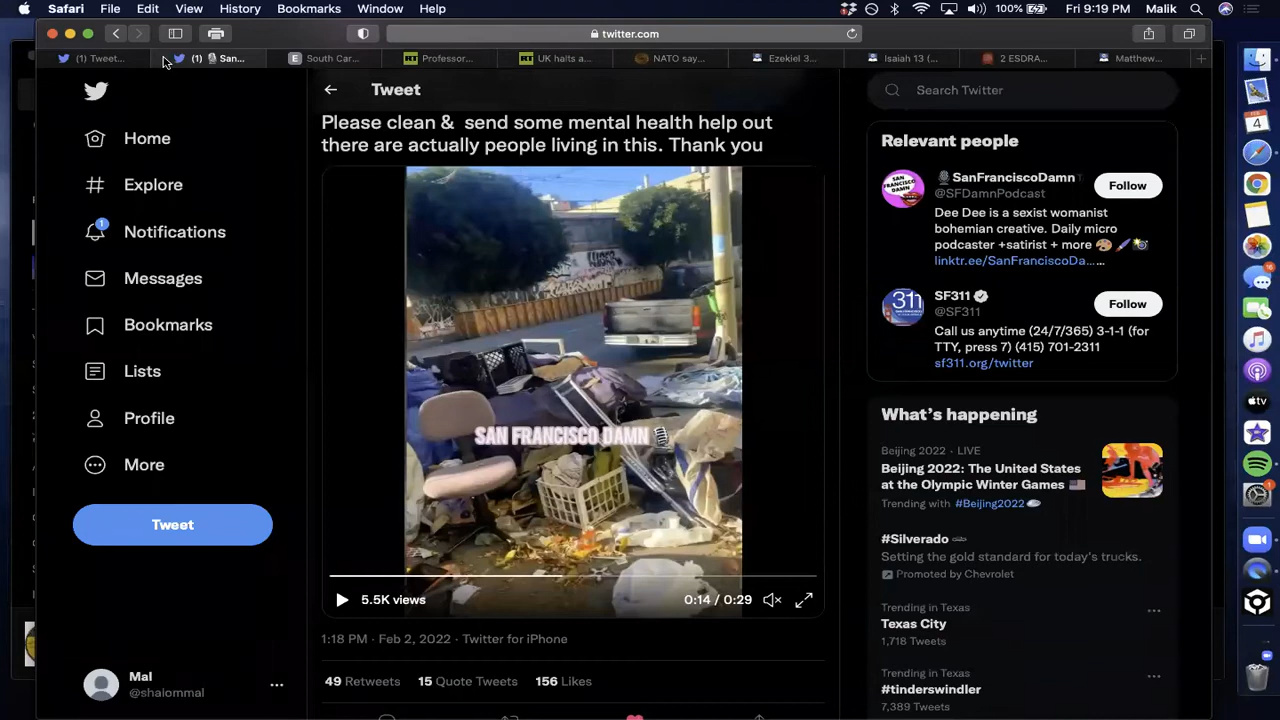 Safari File Edit View History Bookmarks Window Help 100% Fri 9:19 PM Malik
twitter.com
(1) Tweet... (1) San... South Car... Professor... UK halts a... NATO say... Ezekiel 3... Isaiah 13 (... 2 ESDRA... Matthew...
Home
Explore
Notifications
Messages
Bookmarks
Lists
Profile
More
Tweet
Mal
@shalommal
Tweet
Please clean & send some mental health help out
there are actually people living in this. Thank you
SAN FRANCISCO DAMN
5.5K views 0:14 / 0:29
1:18 PM · Feb 2, 2022 · Twitter for iPhone
49 Retweets 15 Quote Tweets 156 Likes
Search Twitter
Relevant people
SanFranciscoDamn
@SFDamnPodcast
Follow
Dee Dee is a sexist womanist
bohemian creative. Daily micro
podcaster +satirist + more
linktr.ee/SanFranciscoDa...…
SF311
@SF311
Follow
Call us anytime (24/7/365) 3-1-1 (for
TTY, press 7) (415) 701-2311
sf311.org/twitter
What's happening
Beijing 2022 · LIVE
Beijing 2022: The United States
at the Olympic Winter Games
Trending with #Beijing2022
#Silverado
Setting the gold standard for today's trucks.
Promoted by Chevrolet
Trending in Texas
Texas City
1,718 Tweets
Trending in Texas
#tinderswindler
7,389 Tweets